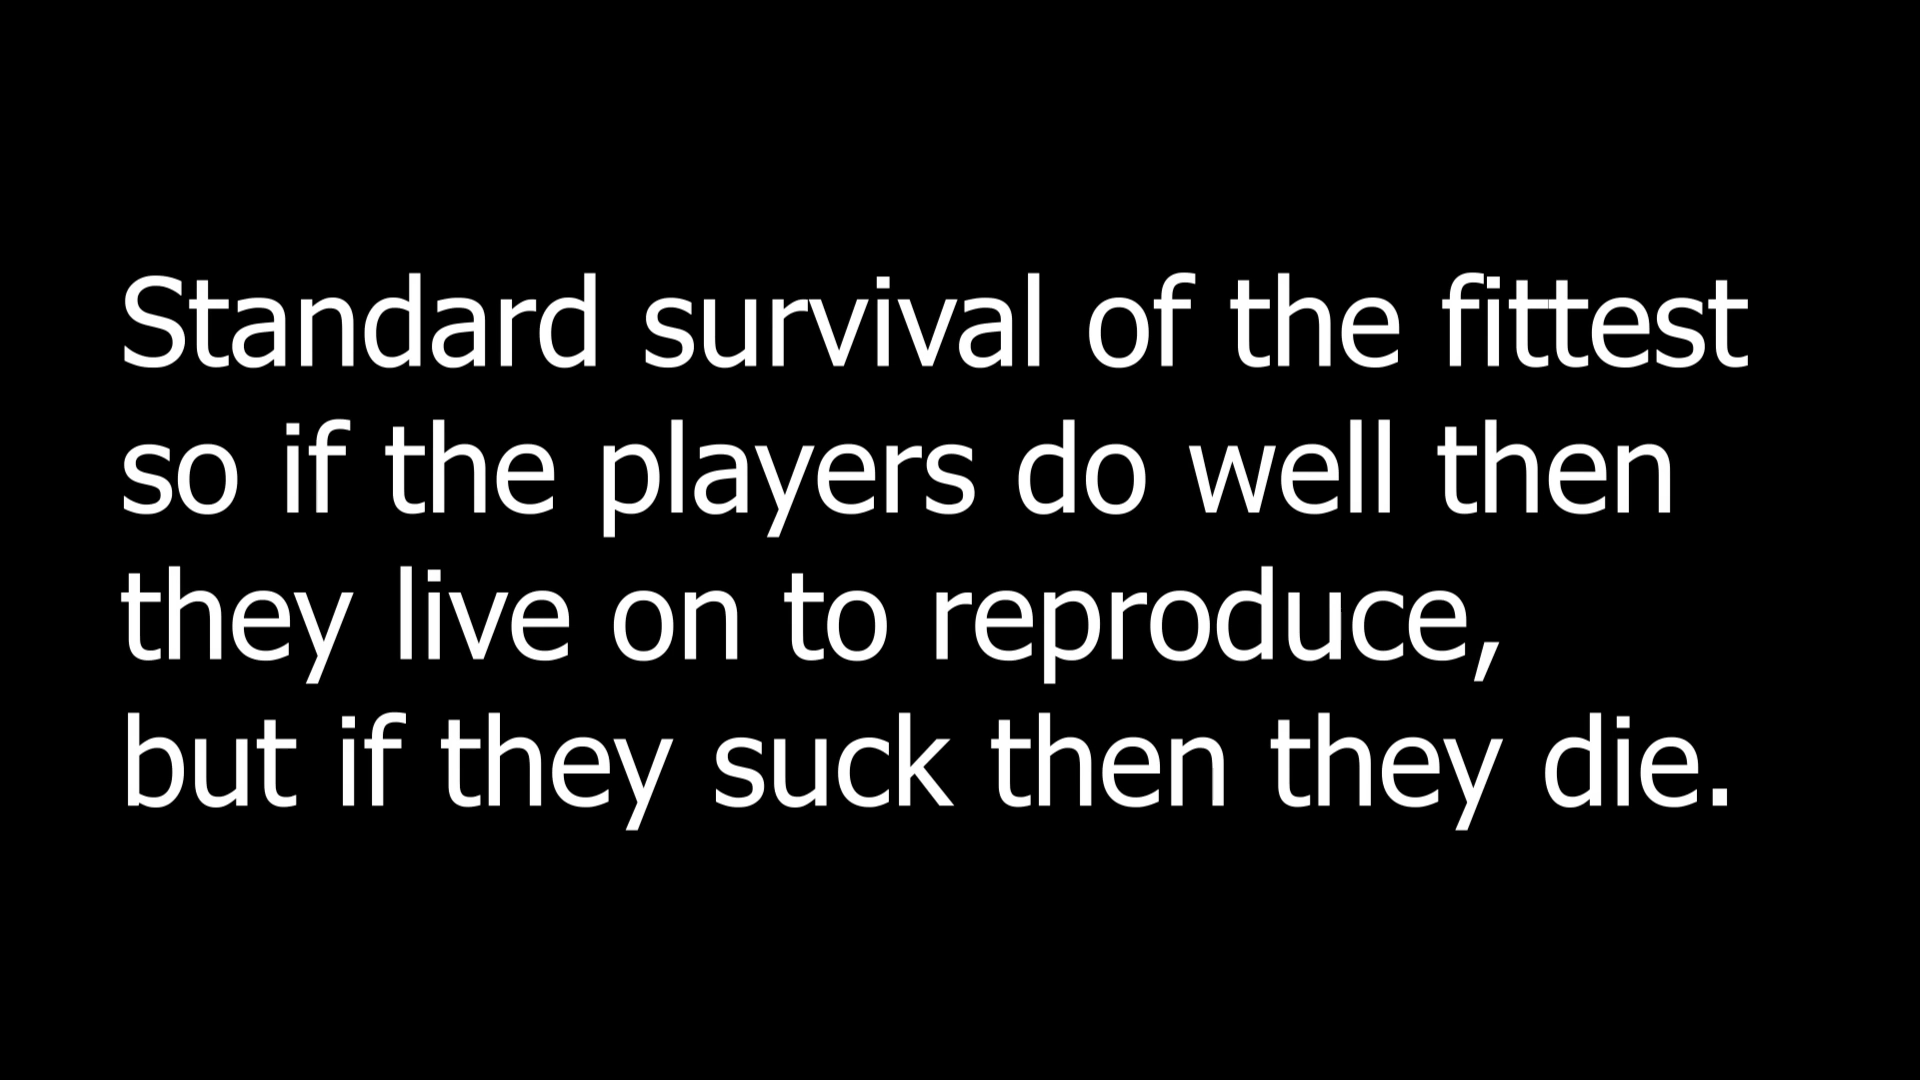 Standard survival of the fittest
so if the players do well then
they live on to reproduce,
but if they suck then they die.